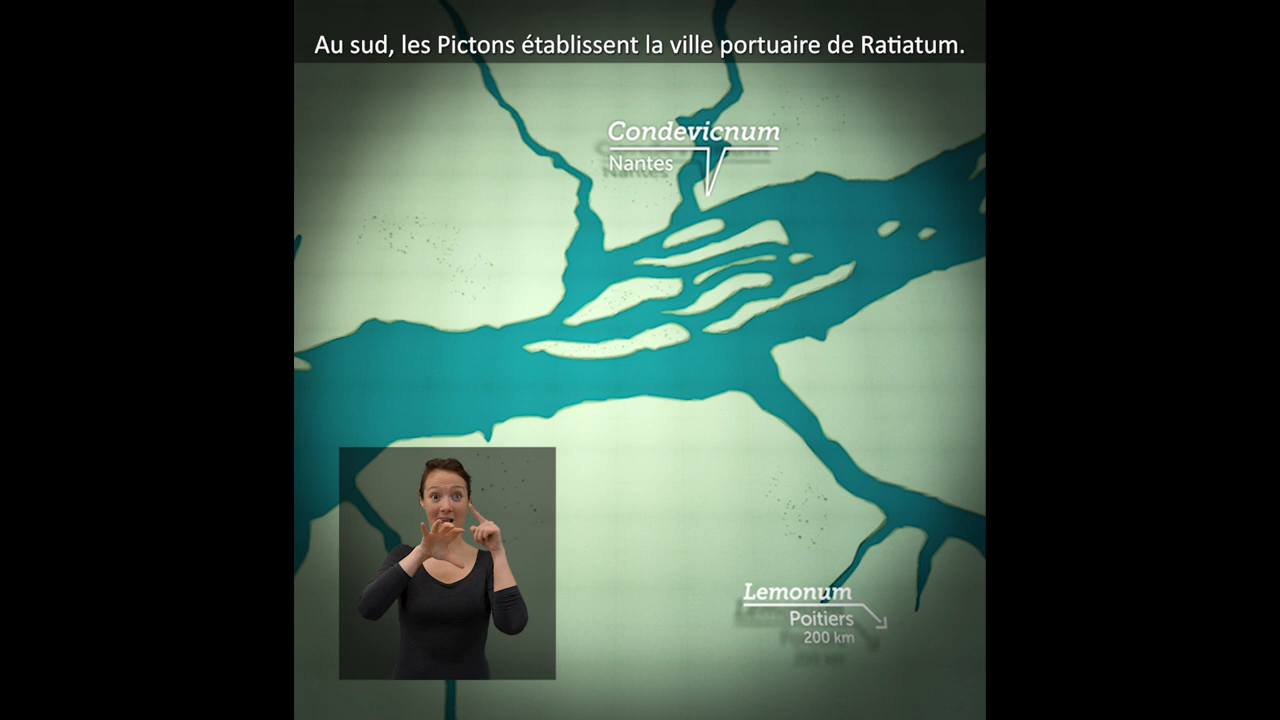 Au sud, les Pictons établissent la ville portuaire de Ratiatum.
Condevicnum
Nantes
Lemonum
Poitiers
200 km